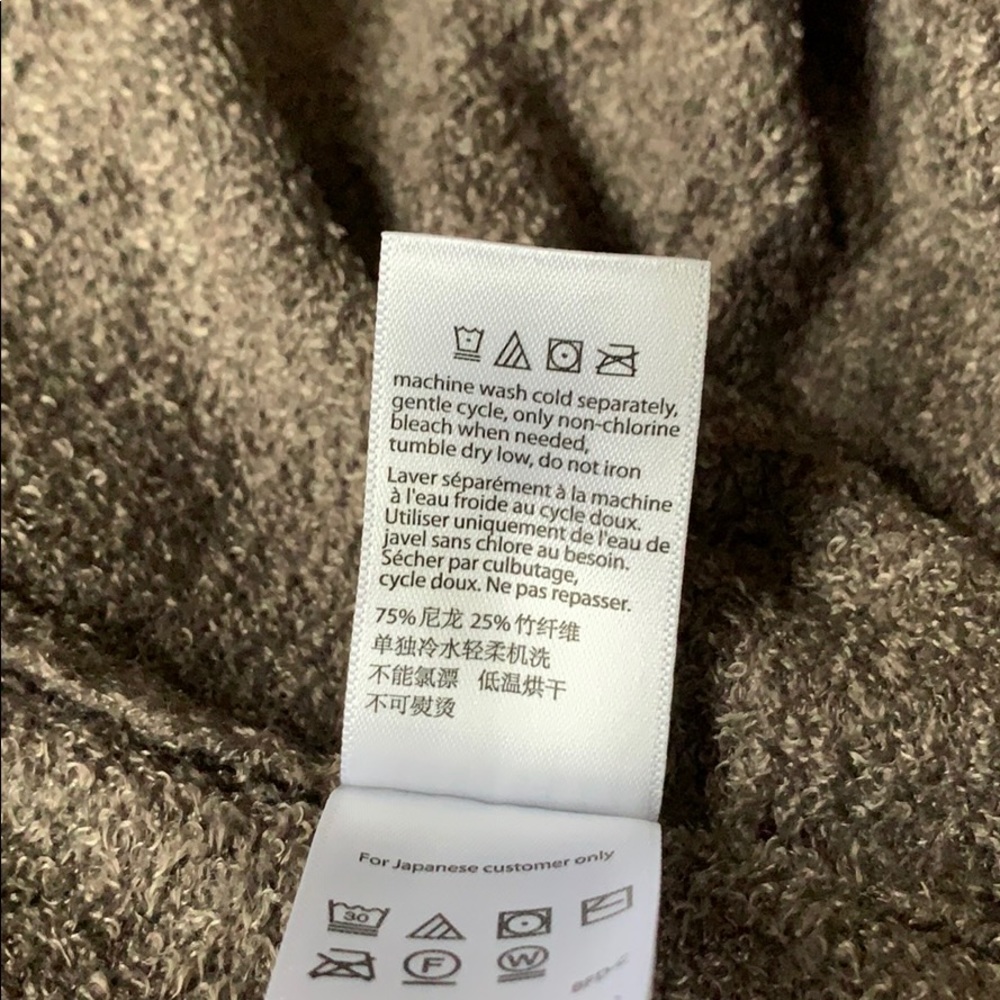 machine wash cold separately,
gentle cycle, only non-chlorine
bleach when needed,
tumble dry low, do not iron
Laver séparément à la machine
à l'eau froide au cycle doux.
Utiliser uniquement de l'eau de
javel sans chlore au besoin.
Sécher par culbutage,
cycle doux. Ne pas repasser.
75% 尼龙 25% 竹纤维
单独冷水轻柔机洗
不能氯漂 低温烘干
不可熨烫
For Japanese customer only
30
F W